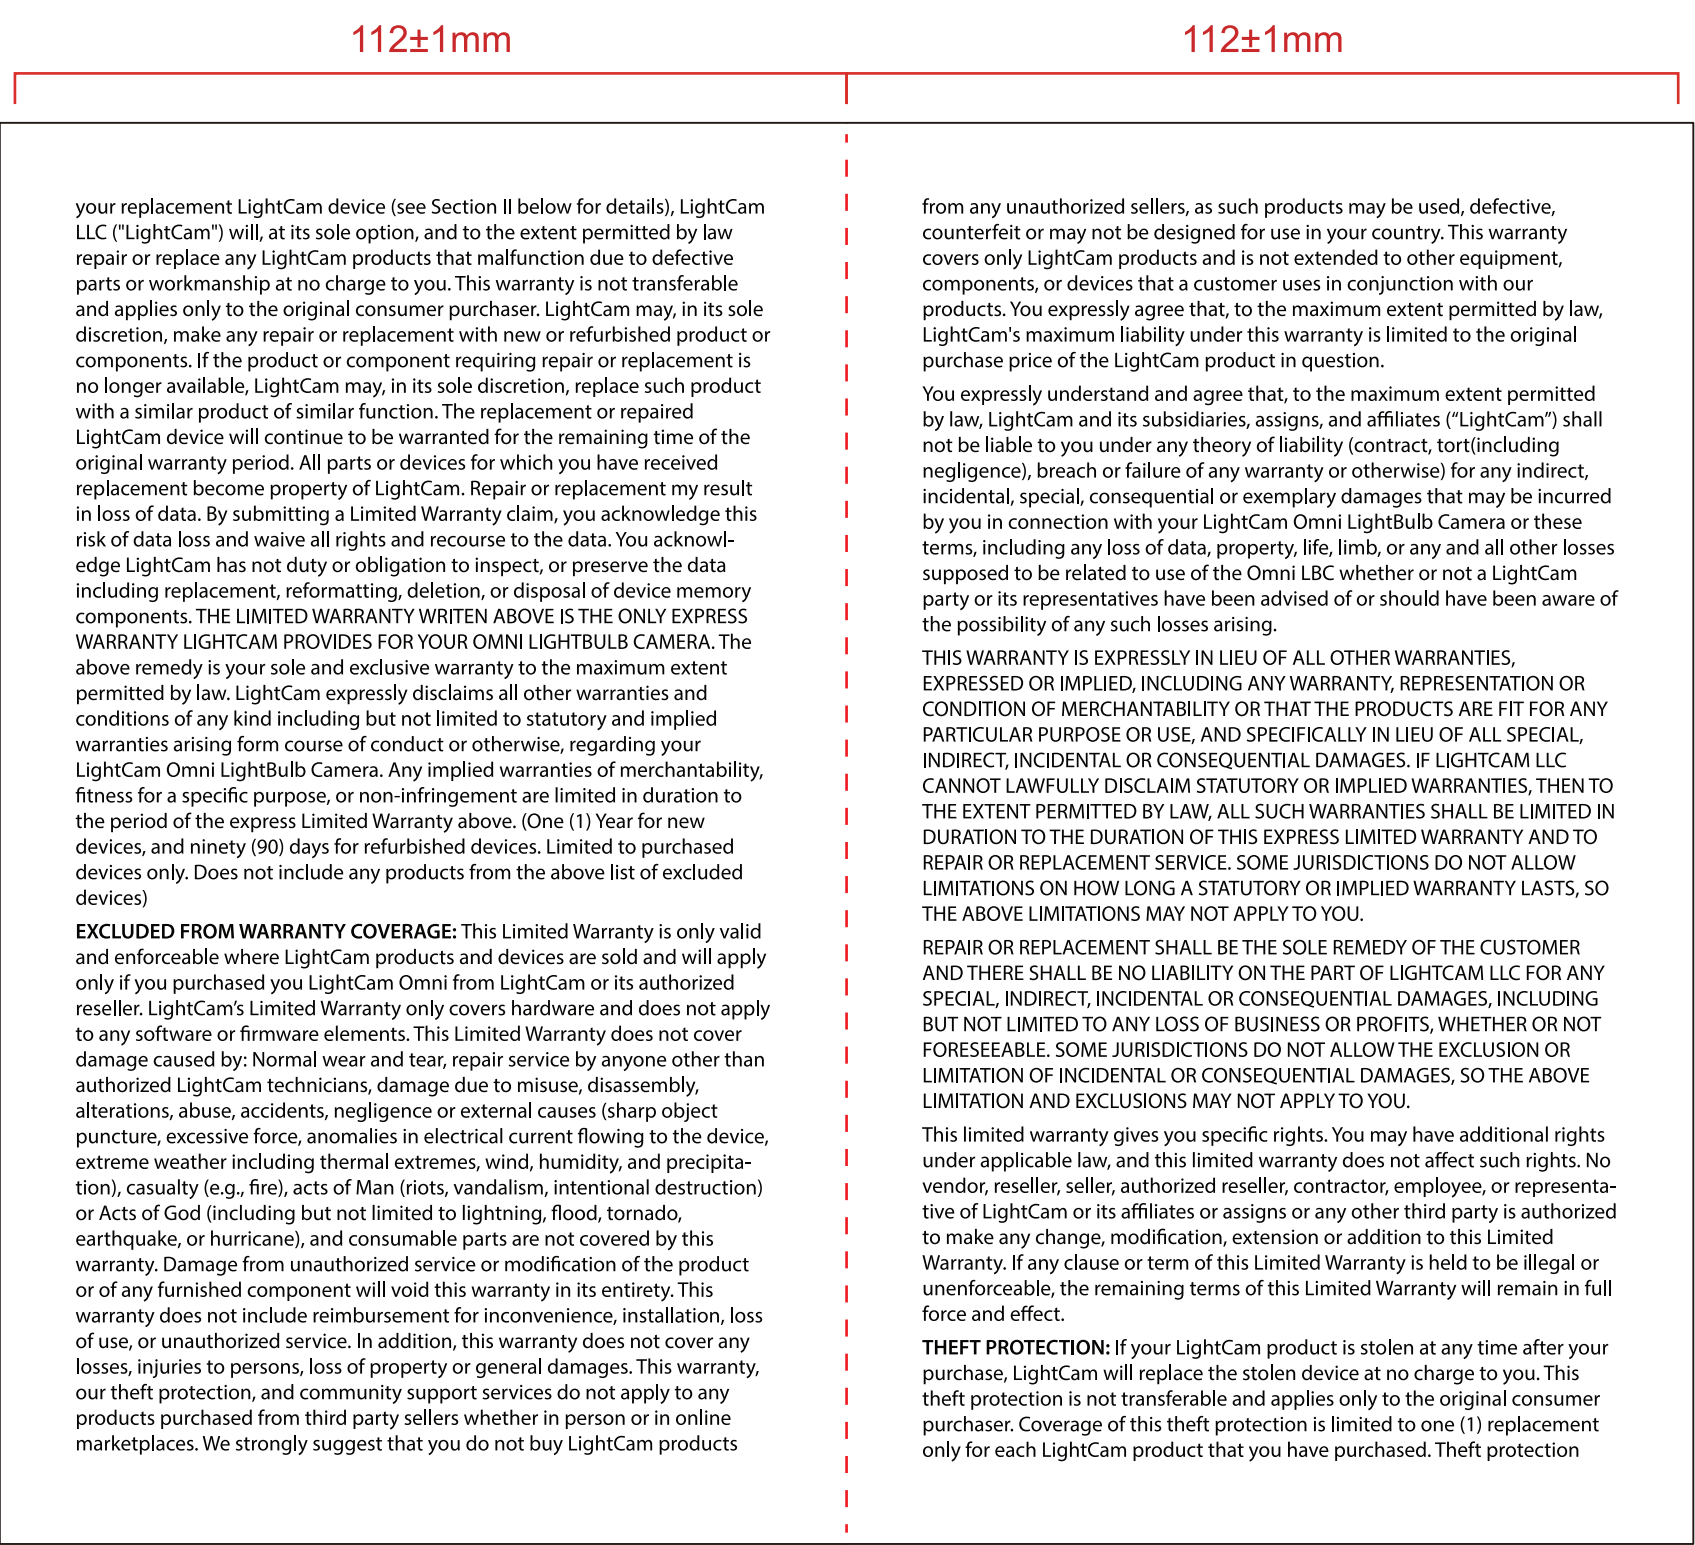 112±1mm
112±1mm
your replacement LightCam device (see Section II below for details), LightCam
LLC ("LightCam") will, at its sole option, and to the extent permitted by law
repair or replace any LightCam products that malfunction due to defective
parts or workmanship at no charge to you. This warranty is not transferable
and applies only to the original consumer purchaser. LightCam may, in its sole
discretion, make any repair or replacement with new or refurbished product or
components. If the product or component requiring repair or replacement is
no longer available, LightCam may, in its sole discretion, replace such product
with a similar product of similar function. The replacement or repaired
LightCam device will continue to be warranted for the remaining time of the
original warranty period. All parts or devices for which you have received
replacement become property of LightCam. Repair or replacement my result
in loss of data. By submitting a Limited Warranty claim, you acknowledge this
risk of data loss and waive all rights and recourse to the data. You acknowl-
edge LightCam has not duty or obligation to inspect, or preserve the data
including replacement, reformatting, deletion, or disposal of device memory
components. THE LIMITED WARRANTY WRITEN ABOVE IS THE ONLY EXPRESS
WARRANTY LIGHTCAM PROVIDES FOR YOUR OMNI LIGHTBULB CAMERA. The
above remedy is your sole and exclusive warranty to the maximum extent
permitted by law. LightCam expressly disclaims all other warranties and
conditions of any kind including but not limited to statutory and implied
warranties arising form course of conduct or otherwise, regarding your
LightCam Omni LightBulb Camera. Any implied warranties of merchantability,
fitness for a specific purpose, or non-infringement are limited in duration to
the period of the express Limited Warranty above. (One (1) Year for new
devices, and ninety (90) days for refurbished devices. Limited to purchased
devices only. Does not include any products from the above list of excluded
devices)
EXCLUDED FROM WARRANTY COVERAGE: This Limited Warranty is only valid
and enforceable where LightCam products and devices are sold and will apply
only if you purchased you LightCam Omni from LightCam or its authorized
reseller. LightCam’s Limited Warranty only covers hardware and does not apply
to any software or firmware elements. This Limited Warranty does not cover
damage caused by: Normal wear and tear, repair service by anyone other than
authorized LightCam technicians, damage due to misuse, disassembly,
alterations, abuse, accidents, negligence or external causes (sharp object
puncture, excessive force, anomalies in electrical current flowing to the device,
extreme weather including thermal extremes, wind, humidity, and precipita-
tion), casualty (e.g., fire), acts of Man (riots, vandalism, intentional destruction)
or Acts of God (including but not limited to lightning, flood, tornado,
earthquake, or hurricane), and consumable parts are not covered by this
warranty. Damage from unauthorized service or modification of the product
or of any furnished component will void this warranty in its entirety. This
warranty does not include reimbursement for inconvenience, installation, loss
of use, or unauthorized service. In addition, this warranty does not cover any
losses, injuries to persons, loss of property or general damages. This warranty,
our theft protection, and community support services do not apply to any
products purchased from third party sellers whether in person or in online
marketplaces. We strongly suggest that you do not buy LightCam products
from any unauthorized sellers, as such products may be used, defective,
counterfeit or may not be designed for use in your country. This warranty
covers only LightCam products and is not extended to other equipment,
components, or devices that a customer uses in conjunction with our
products. You expressly agree that, to the maximum extent permitted by law,
LightCam's maximum liability under this warranty is limited to the original
purchase price of the LightCam product in question.
You expressly understand and agree that, to the maximum extent permitted
by law, LightCam and its subsidiaries, assigns, and affiliates (“LightCam”) shall
not be liable to you under any theory of liability (contract, tort(including
negligence), breach or failure of any warranty or otherwise) for any indirect,
incidental, special, consequential or exemplary damages that may be incurred
by you in connection with your LightCam Omni LightBulb Camera or these
terms, including any loss of data, property, life, limb, or any and all other losses
supposed to be related to use of the Omni LBC whether or not a LightCam
party or its representatives have been advised of or should have been aware of
the possibility of any such losses arising.
THIS WARRANTY IS EXPRESSLY IN LIEU OF ALL OTHER WARRANTIES,
EXPRESSED OR IMPLIED, INCLUDING ANY WARRANTY, REPRESENTATION OR
CONDITION OF MERCHANTABILITY OR THAT THE PRODUCTS ARE FIT FOR ANY
PARTICULAR PURPOSE OR USE, AND SPECIFICALLY IN LIEU OF ALL SPECIAL,
INDIRECT, INCIDENTAL OR CONSEQUENTIAL DAMAGES. IF LIGHTCAM LLC
CANNOT LAWFULLY DISCLAIM STATUTORY OR IMPLIED WARRANTIES, THEN TO
THE EXTENT PERMITTED BY LAW, ALL SUCH WARRANTIES SHALL BE LIMITED IN
DURATION TO THE DURATION OF THIS EXPRESS LIMITED WARRANTY AND TO
REPAIR OR REPLACEMENT SERVICE. SOME JURISDICTIONS DO NOT ALLOW
LIMITATIONS ON HOW LONG A STATUTORY OR IMPLIED WARRANTY LASTS, SO
THE ABOVE LIMITATIONS MAY NOT APPLY TO YOU.
REPAIR OR REPLACEMENT SHALL BE THE SOLE REMEDY OF THE CUSTOMER
AND THERE SHALL BE NO LIABILITY ON THE PART OF LIGHTCAM LLC FOR ANY
SPECIAL, INDIRECT, INCIDENTAL OR CONSEQUENTIAL DAMAGES, INCLUDING
BUT NOT LIMITED TO ANY LOSS OF BUSINESS OR PROFITS, WHETHER OR NOT
FORESEEABLE. SOME JURISDICTIONS DO NOT ALLOW THE EXCLUSION OR
LIMITATION OF INCIDENTAL OR CONSEQUENTIAL DAMAGES, SO THE ABOVE
LIMITATION AND EXCLUSIONS MAY NOT APPLY TO YOU.
This limited warranty gives you specific rights. You may have additional rights
under applicable law, and this limited warranty does not affect such rights. No
vendor, reseller, seller, authorized reseller, contractor, employee, or representa-
tive of LightCam or its affiliates or assigns or any other third party is authorized
to make any change, modification, extension or addition to this Limited
Warranty. If any clause or term of this Limited Warranty is held to be illegal or
unenforceable, the remaining terms of this Limited Warranty will remain in full
force and effect.
THEFT PROTECTION: If your LightCam product is stolen at any time after your
purchase, LightCam will replace the stolen device at no charge to you. This
theft protection is not transferable and applies only to the original consumer
purchaser. Coverage of this theft protection is limited to one (1) replacement
only for each LightCam product that you have purchased. Theft protection